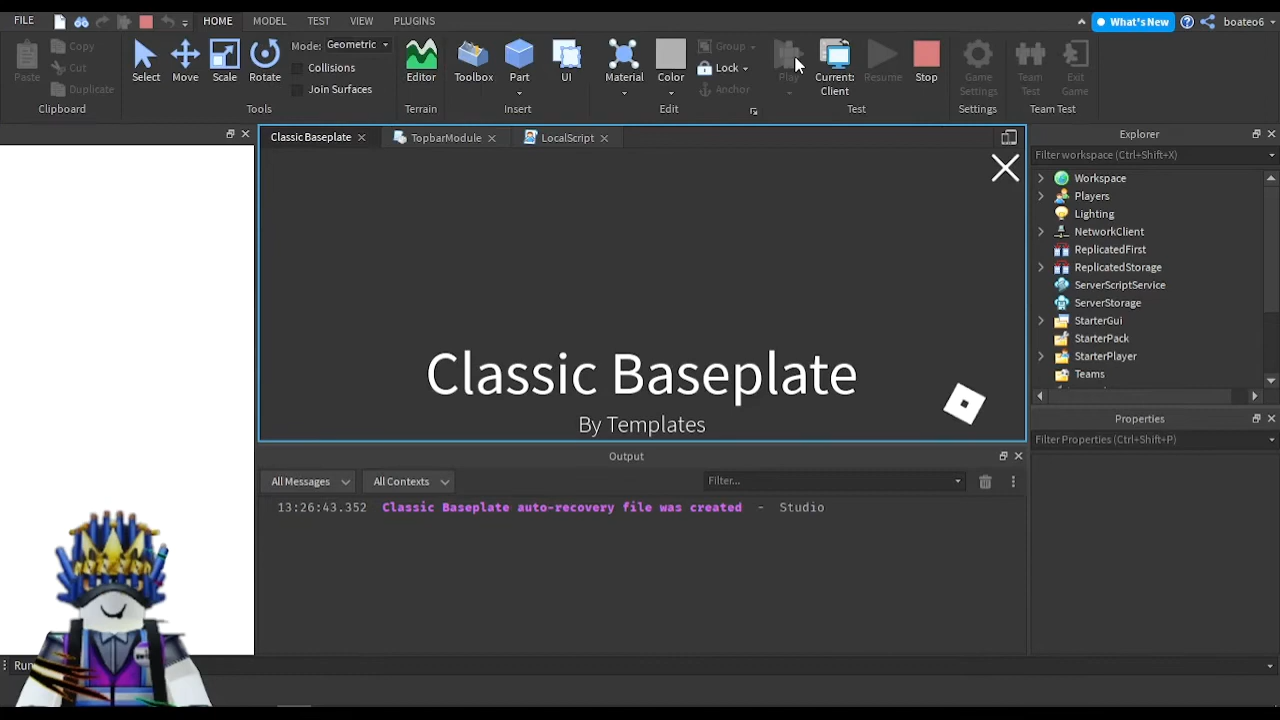 FILE HOME MODEL TEST VIEW PLUGINS What's New boateo6
Paste Copy Cut Duplicate Clipboard
Select Move Scale Rotate Mode: Geometric Collisions Join Surfaces Tools
Editor Terrain
Toolbox Part UI Insert
Material Color Group Lock Anchor Edit
Play Current: Client Resume Stop Test
Game Settings Settings
Team Test Exit Game Team Test
Classic Baseplate TopbarModule LocalScript
Classic Baseplate
By Templates
Output
All Messages All Contexts Filter...
13:26:43.352 Classic Baseplate auto-recovery file was created - Studio
Explorer
Filter workspace (Ctrl+Shift+X)
Workspace
Players
Lighting
NetworkClient
ReplicatedFirst
ReplicatedStorage
ServerScriptService
ServerStorage
StarterGui
StarterPack
StarterPlayer
Teams
Properties
Filter Properties (Ctrl+Shift+P)